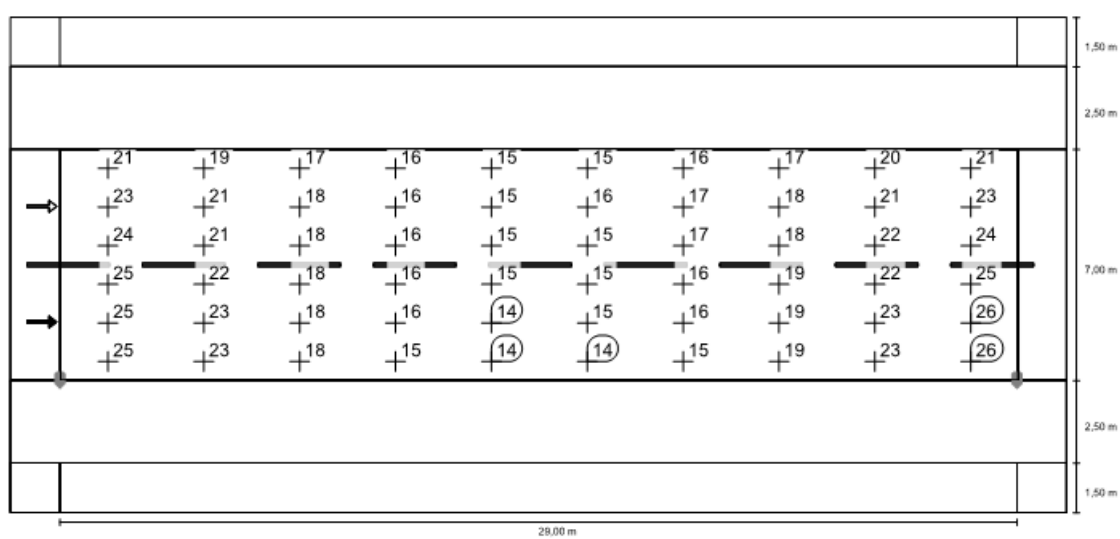 1,50 m
2,50 m
21 19 17 16 15 15 16 17 20 21
23 21 18 16 15 16 17 18 21 23
24 21 18 16 15 15 17 18 22 24
7,00 m
25 22 18 16 15 15 16 19 22 25
25 23 18 16 14 15 16 19 23 26
25 23 18 15 14 14 15 19 23 26
2,50 m
1,50 m
29,00 m